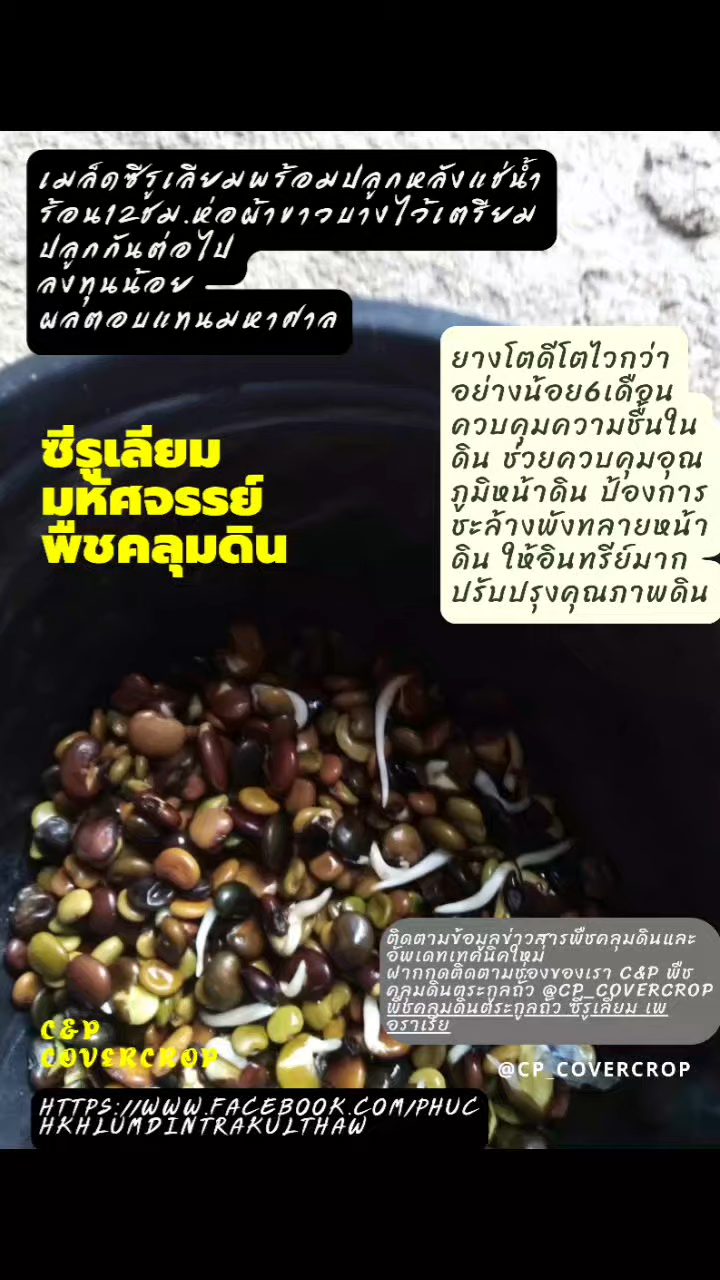 เมล็ดซีรูเลียมพร้อมปลูกหลังแช่น้ำ
ร้อน12ชม.ห่อผ้าขาวบางไว้เตรียม
ปลูกกันต่อไป
ลงทุนน้อย
ผลตอบแทนมหาศาล
ยางโตดีโตไวกว่า
อย่างน้อย6เดือน
ควบคุมความชื้นใน
ดิน ช่วยควบคุมอุณ
ภูมิหน้าดิน ป้องการ
ชะล้างพังทลายหน้า
ดิน ให้อินทรีย์มาก
ปรับปรุงคุณภาพดิน
ซีรูเลียม
มหัศจรรย์
พืชคลุมดิน
ติดตามข้อมูลข่าวสารพืชคลุมดินและ
อัพเดทเทคนิคใหม่
ฝากกดติดตามช่องของเรา C&P พืช
คลุมดินตระกูลถั่ว @CP_COVERCROP
พืชคลุมดินตระกูลถั่ว ซีรูเลียม เพ
อราเรีย
C&P
COVERCROP
@CP_COVERCROP
HTTPS://WWW.FACEBOOK.COM/PHUC
HKHLUMDINTRAKULTHAW